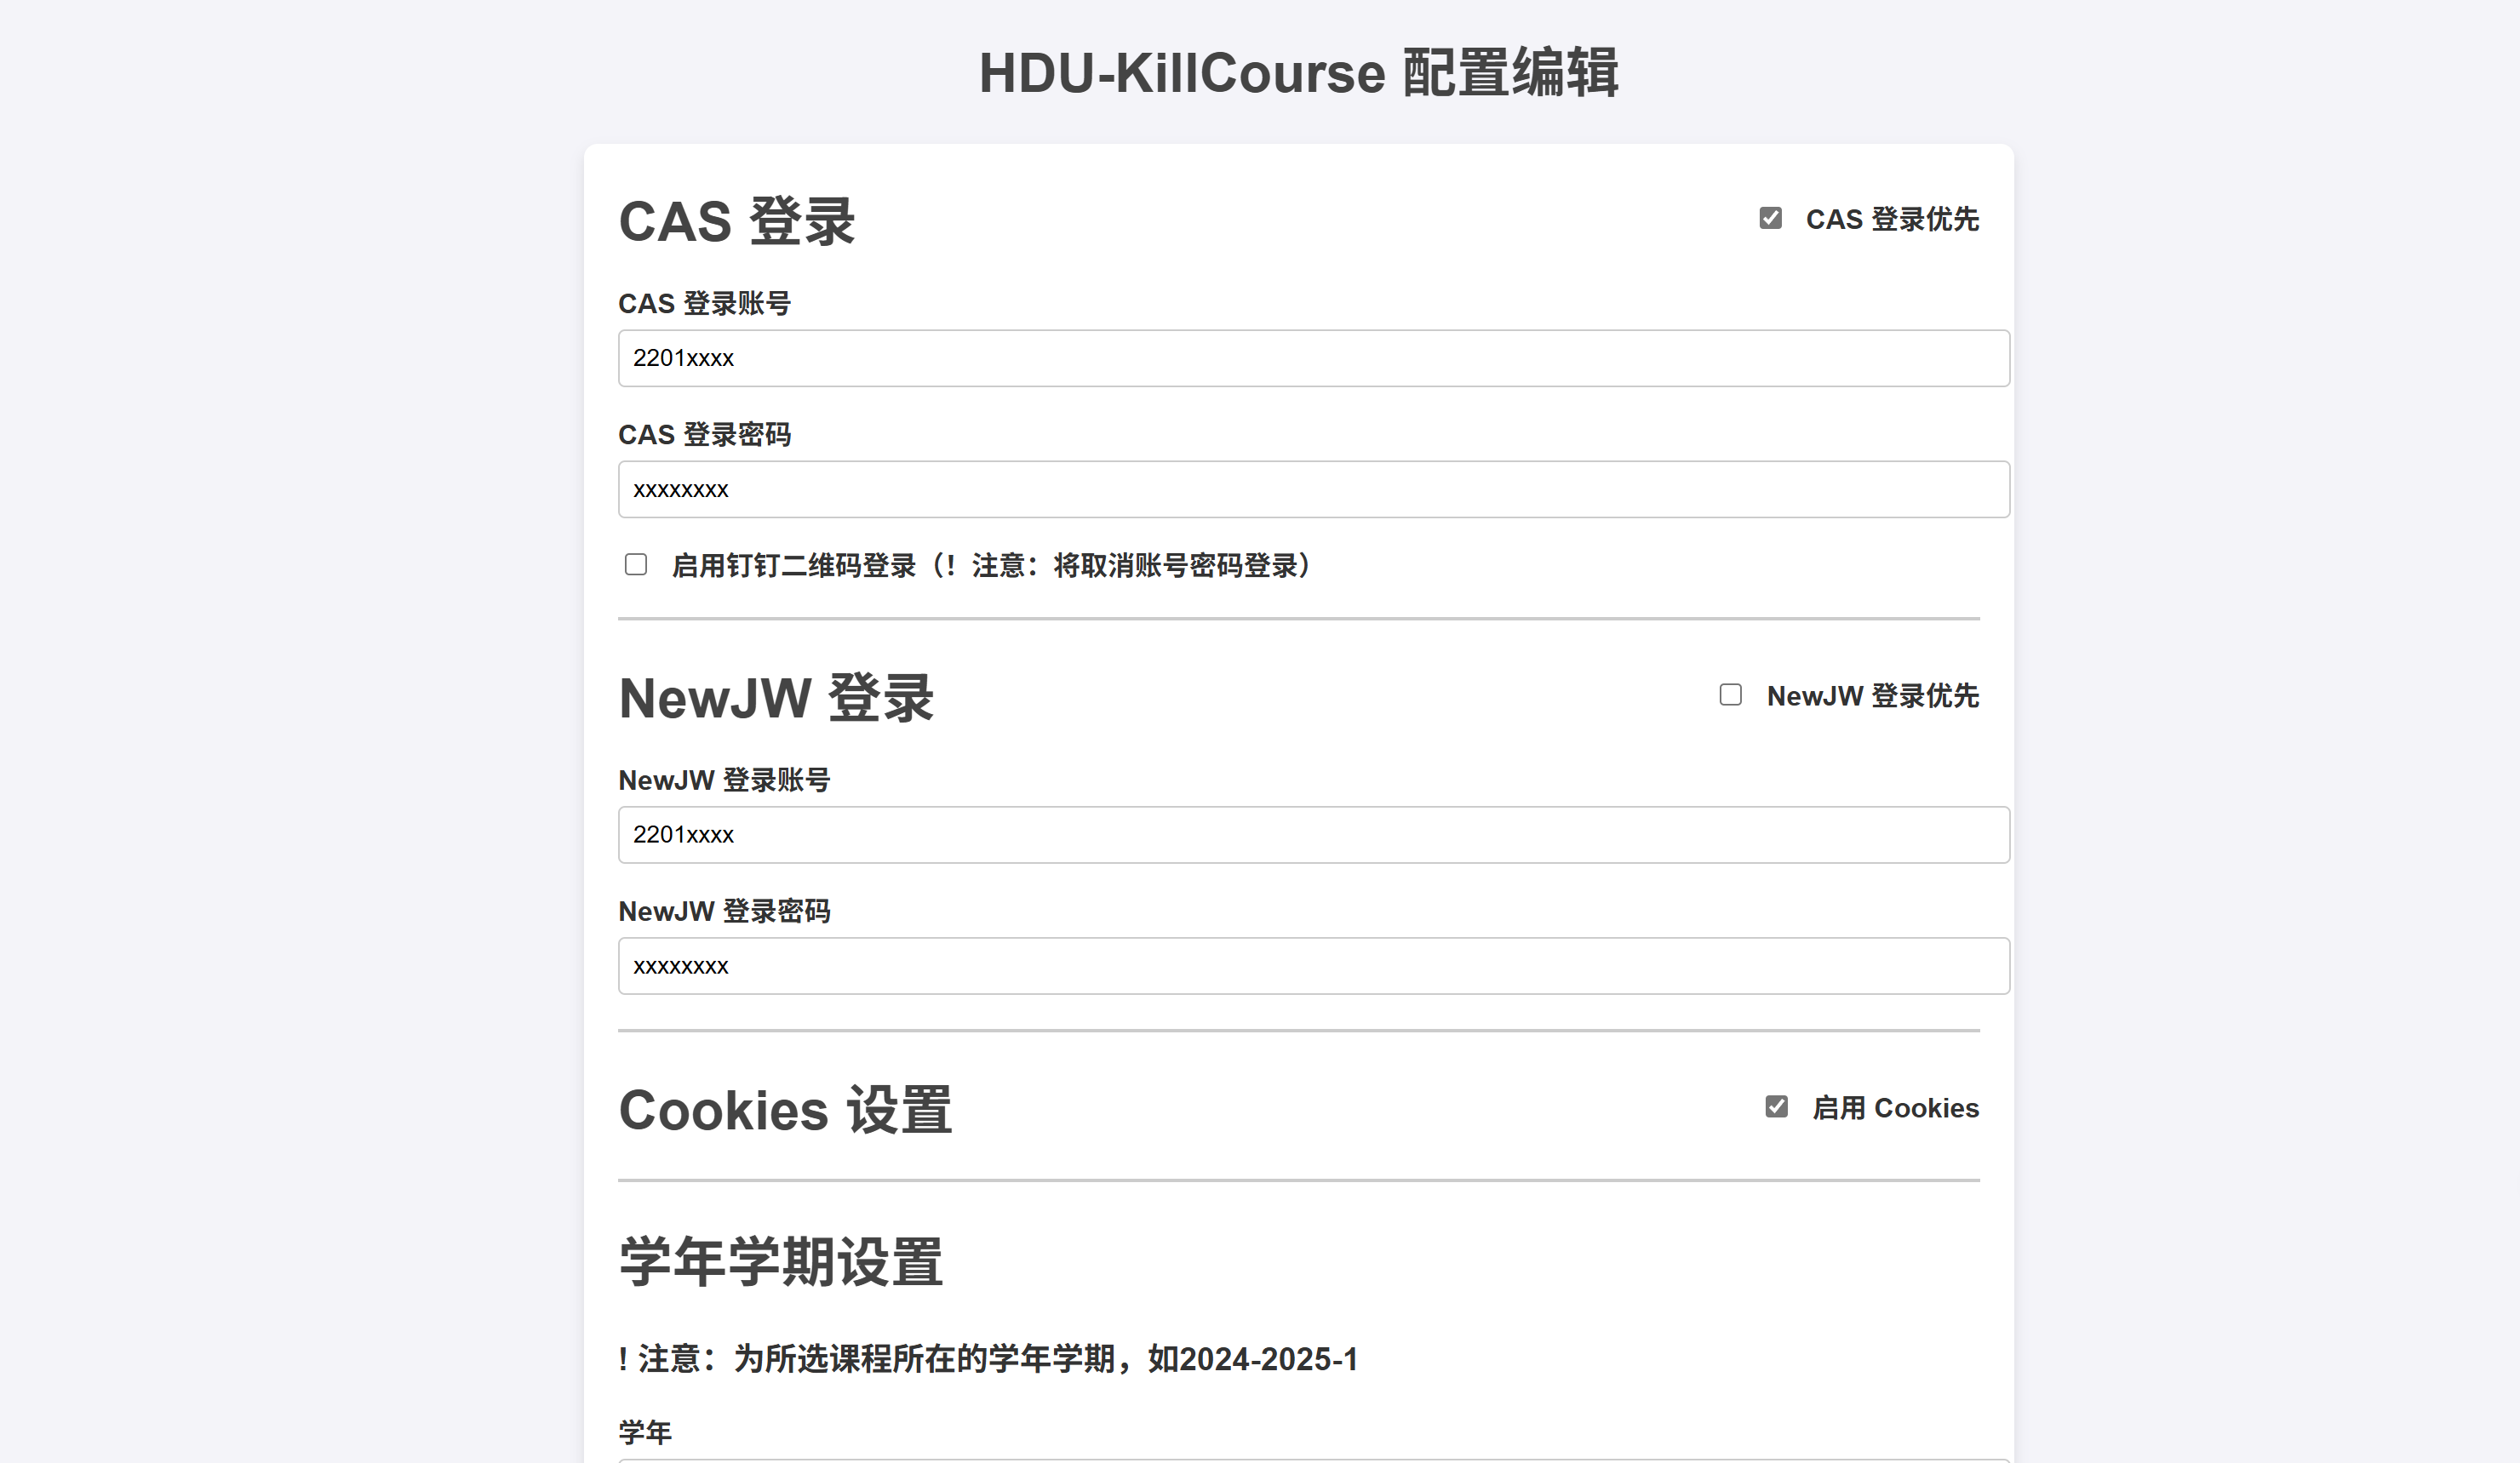 HDU-KillCourse 配置编辑
CAS 登录
CAS 登录优先
CAS 登录账号
2201xxxx
CAS 登录密码
xxxxxxxx
启用钉钉二维码登录（！注意：将取消账号密码登录）
NewJW 登录
NewJW 登录优先
NewJW 登录账号
2201xxxx
NewJW 登录密码
xxxxxxxx
Cookies 设置
启用 Cookies
学年学期设置
! 注意：为所选课程所在的学年学期，如2024-2025-1
学年